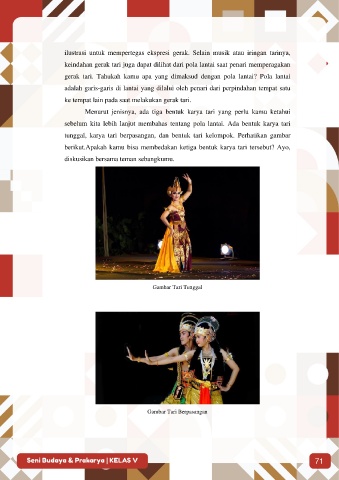 ilustrasi untuk mempertegas ekspresi gerak. Selain musik atau iringan tarinya,
keindahan gerak tari juga dapat dilihat dari pola lantai saat penari memperagakan
gerak tari. Tahukah kamu apa yang dimaksud dengan pola lantai? Pola lantai
adalah garis-garis di lantai yang dilalui oleh penari dari perpindahan tempat satu
ke tempat lain pada saat melakukan gerak tari.
Menurut jenisnya, ada tiga bentuk karya tari yang perlu kamu ketahui
sebelum kita lebih lanjut membahas tentang pola lantai. Ada bentuk karya tari
tunggal, karya tari berpasangan, dan bentuk tari kelompok. Perhatikan gambar
berikut.Apakah kamu bisa membedakan ketiga bentuk karya tari tersebut? Ayo,
diskusikan bersama teman sebangkumu.
Gambar Tari Tunggal
Gambar Tari Berpasangan
Seni Budaya & Prakarya | KELAS V
71